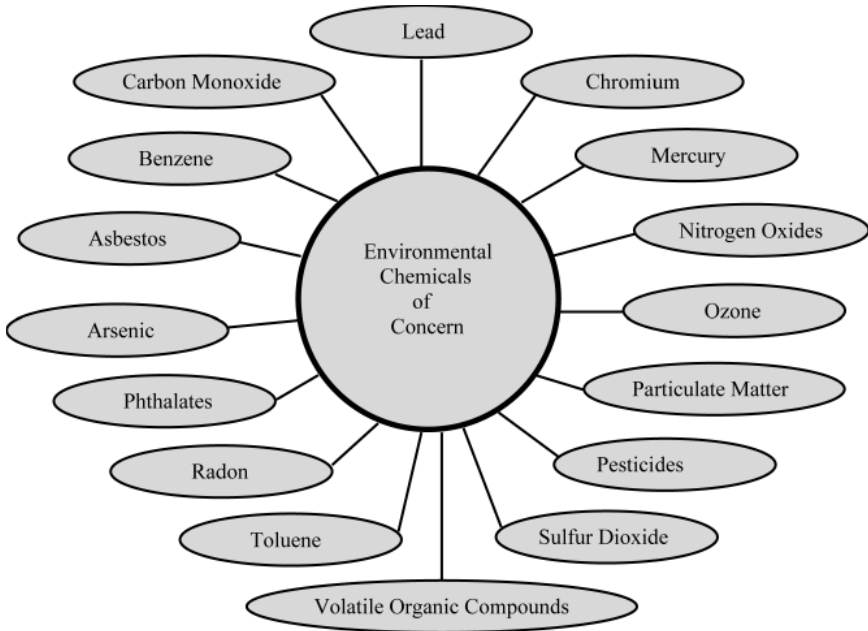 Lead
Carbon Monoxide
Chromium
Benzene
Mercury
Asbestos
Nitrogen Oxides
Environmental
Chemicals
of
Concern
Ozone
Arsenic
Particulate Matter
Phthalates
Pesticides
Radon
Sulfur Dioxide
Toluene
Volatile Organic Compounds